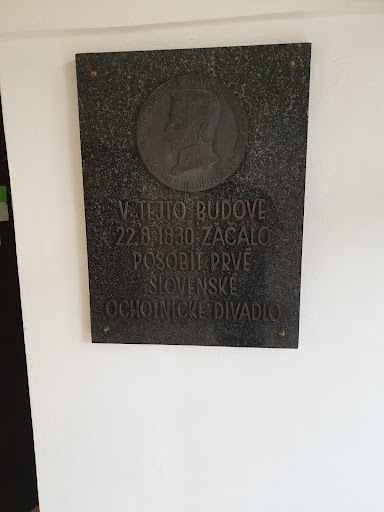 V TEJTO BUDOVE
22.8.1830 ZAČALO
PÔSOBIŤ PRVÉ
SLOVENSKÉ
OCHOTNÍCKE DIVADLO